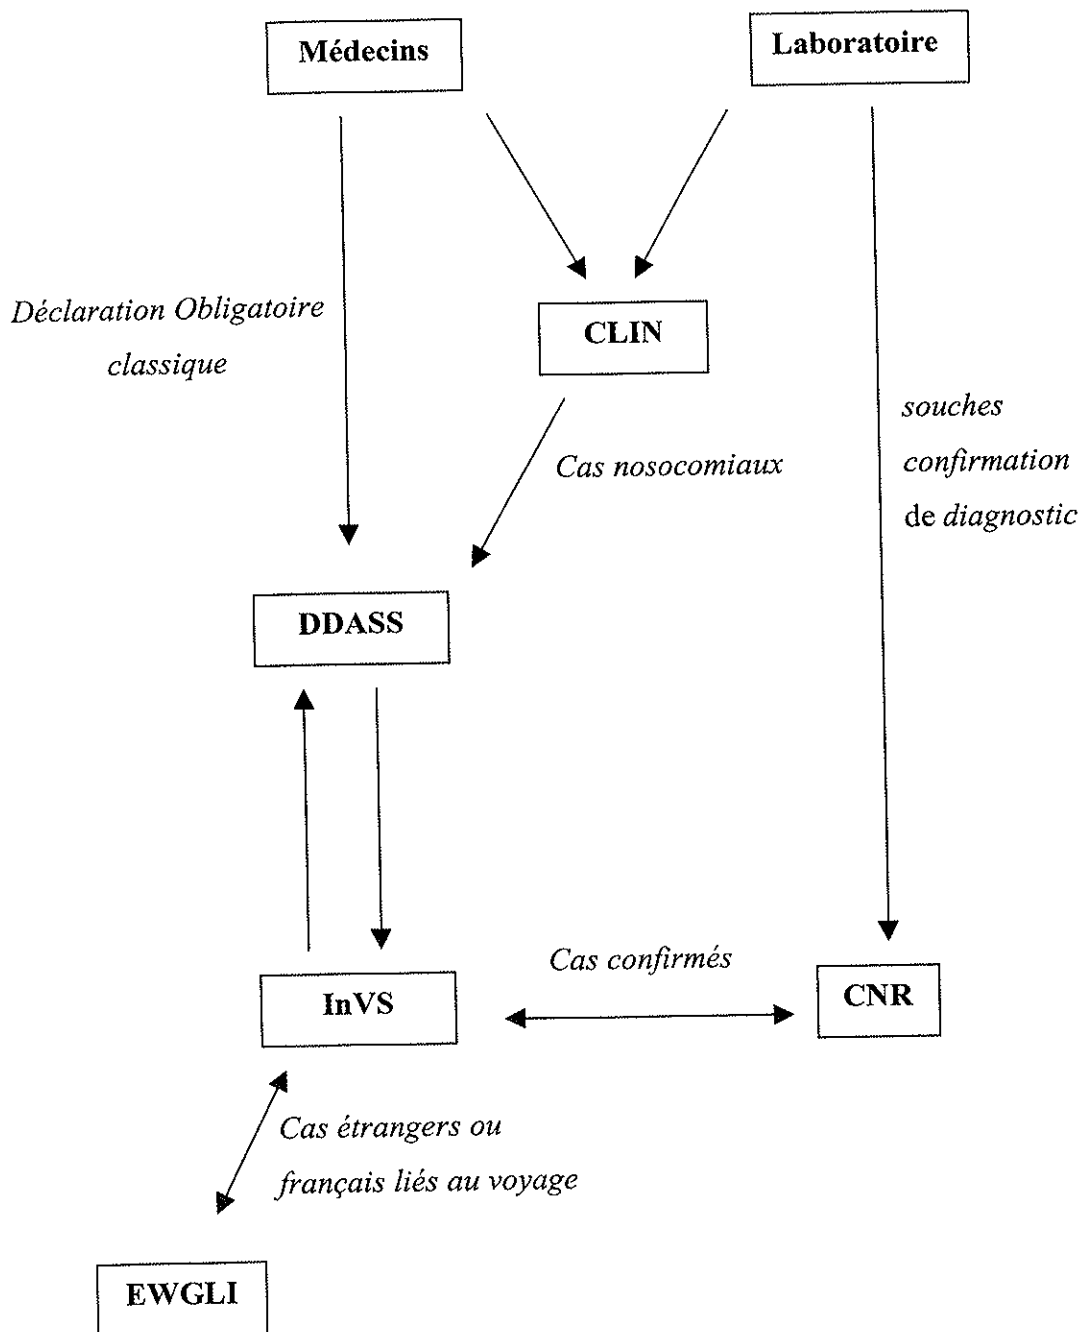 Médecins
Laboratoire
Déclaration Obligatoire
classique
CLIN
souches
confirmation
de diagnostic
Cas nosocomiaux
DDASS
Cas confirmés
InVS
CNR
Cas étrangers ou
français liés au voyage
EWGLI